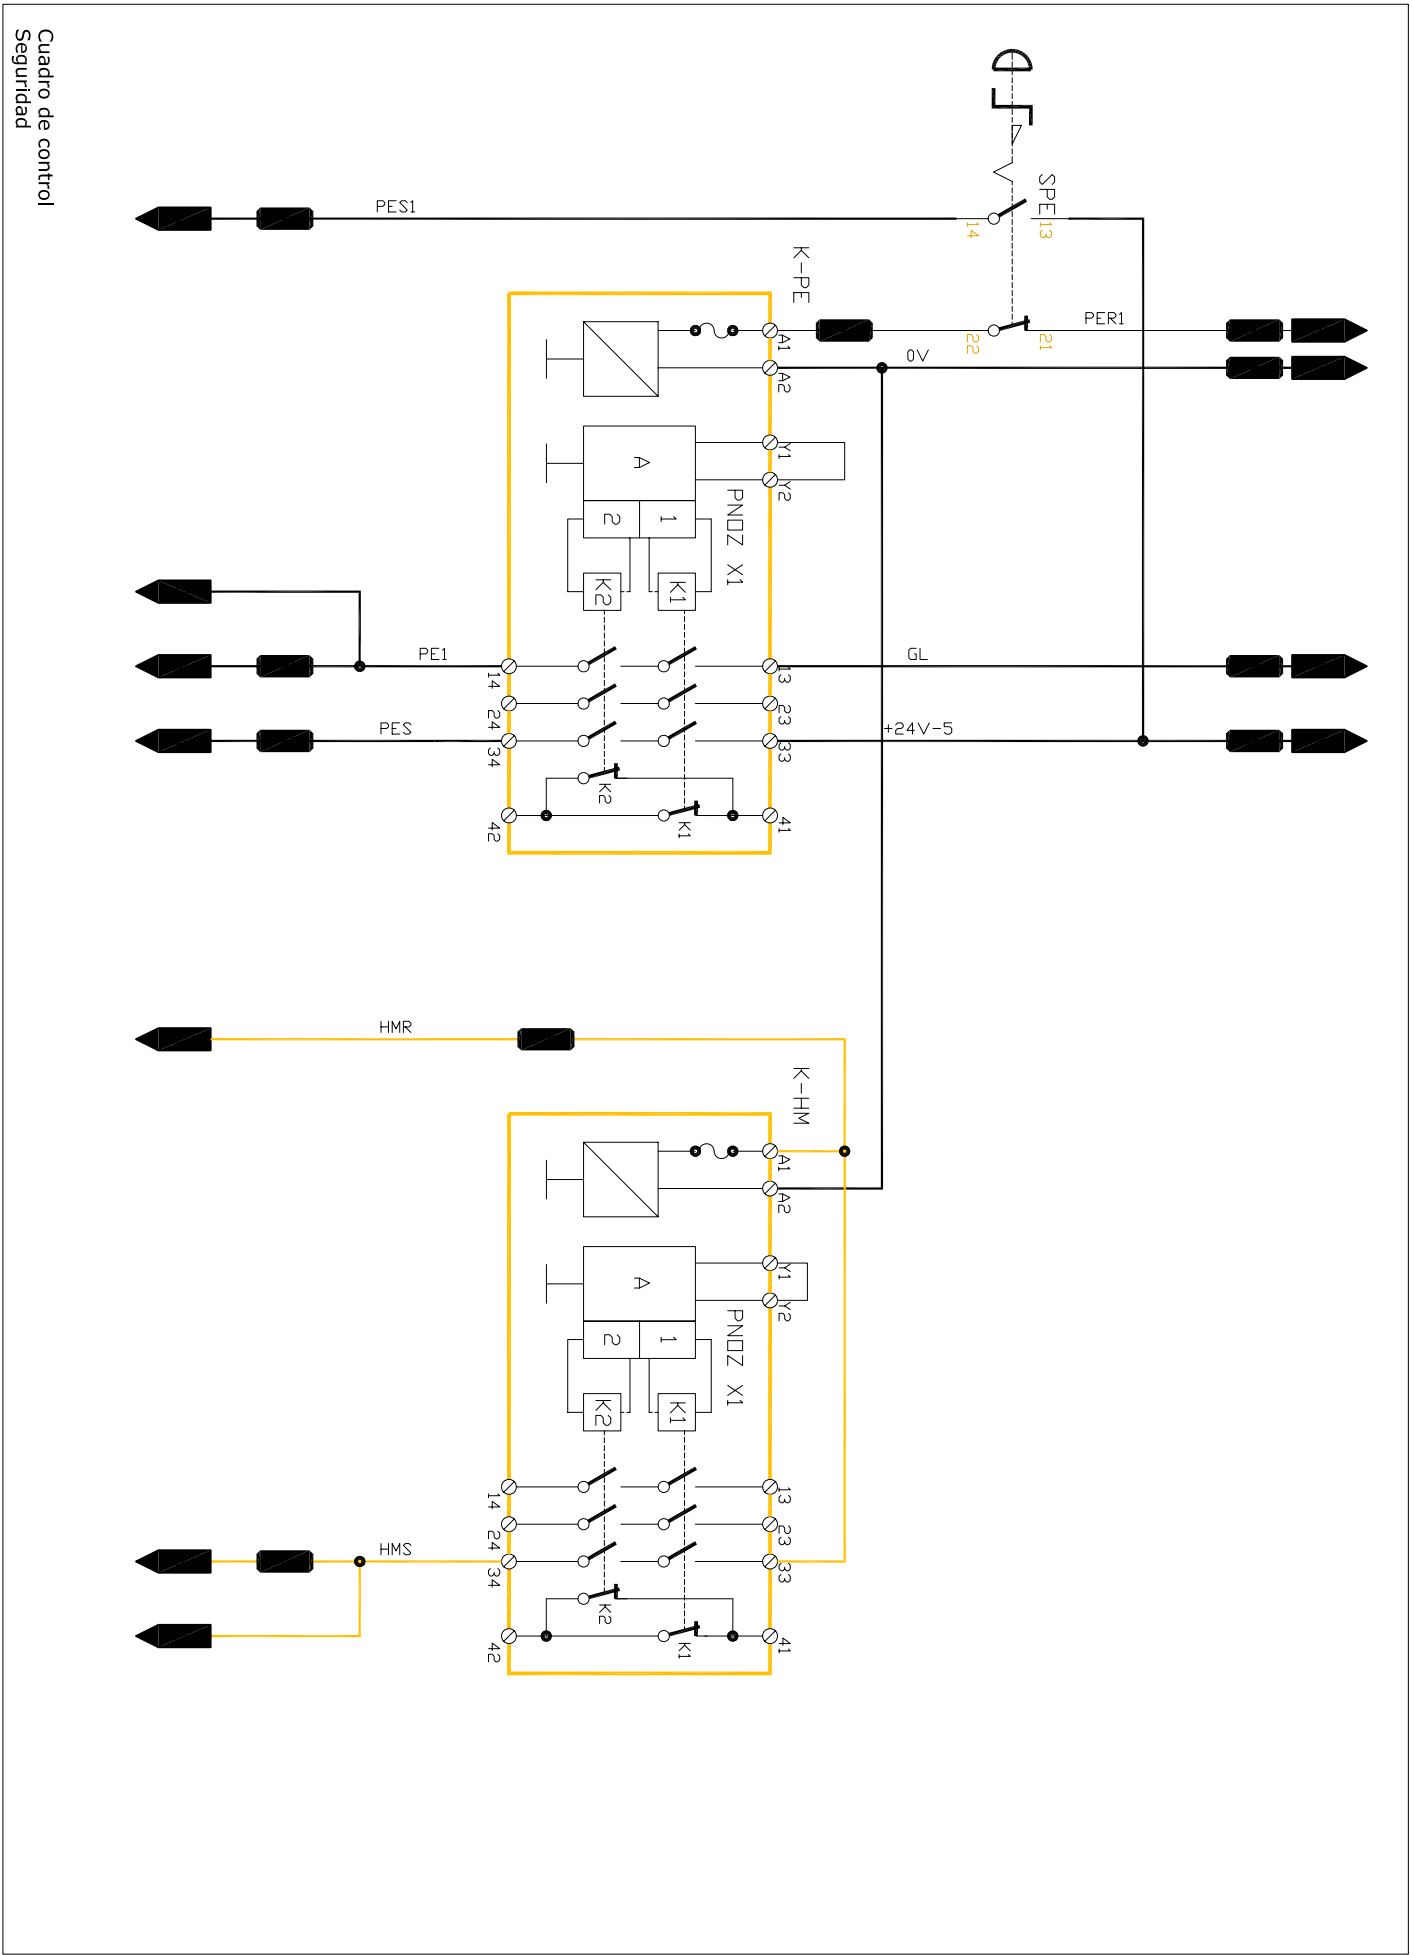 Cuadro de control
Seguridad
SPE
13
14
21
22
PES1
PER1
0V
K-PE
A1
A2
Y1
Y2
PNOZ X1
A
1
2
K1
K2
13
23
33
41
14
24
34
42
K2
K1
PE1
PES
GL
+24V-5
HMR
K-HM
A1
A2
Y1
Y2
PNOZ X1
A
1
2
K1
K2
13
23
33
41
14
24
34
42
K2
K1
HMS